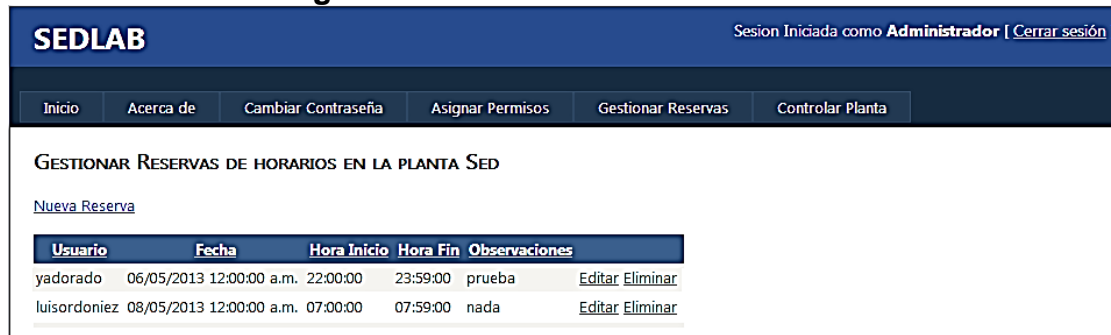 SEDLAB
Sesion Iniciada como Administrador [ Cerrar sesión
Inicio Acerca de Cambiar Contraseña Asignar Permisos Gestionar Reservas Controlar Planta
GESTIONAR RESERVAS DE HORARIOS EN LA PLANTA SED
Nueva Reserva
Usuario Fecha Hora Inicio Hora Fin Observaciones
yadorado 06/05/2013 12:00:00 a.m. 22:00:00 23:59:00 prueba Editar Eliminar
luisordoniez 08/05/2013 12:00:00 a.m. 07:00:00 07:59:00 nada Editar Eliminar